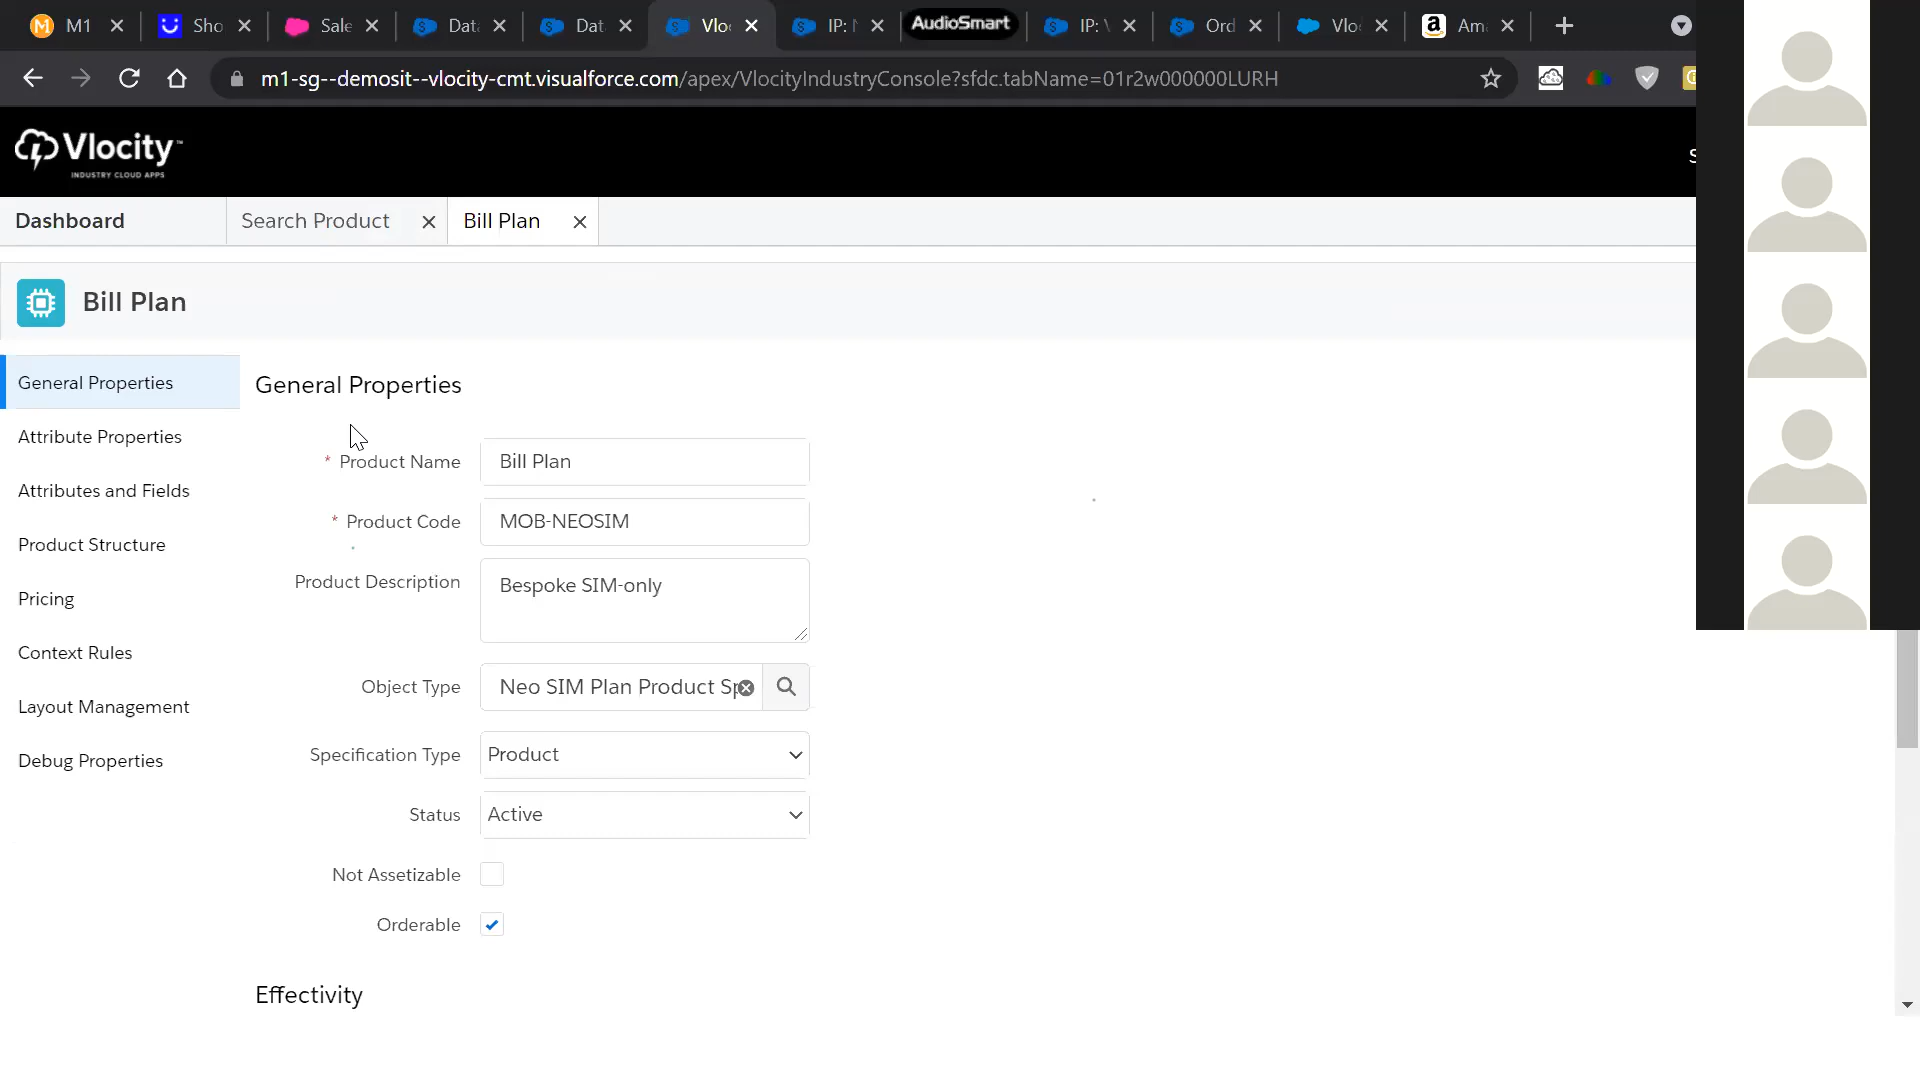 M1 Sho Sale Data Dat Vlo IP: AudioSmart IP: Ord Vlo Am
m1-sg--demosit--vlocity-cmt.visualforce.com/apex/VlocityIndustryConsole?sfdc.tabName=01r2w000000LURH
Vlocity
INDUSTRY CLOUD APPS
Dashboard
Search Product
Bill Plan
Bill Plan
General Properties
Attribute Properties
Attributes and Fields
Product Structure
Pricing
Context Rules
Layout Management
Debug Properties
General Properties
* Product Name Bill Plan
* Product Code MOB-NEOSIM
Product Description Bespoke SIM-only
Object Type Neo SIM Plan Product Sp
Specification Type Product
Status Active
Not Assetizable
Orderable
Effectivity